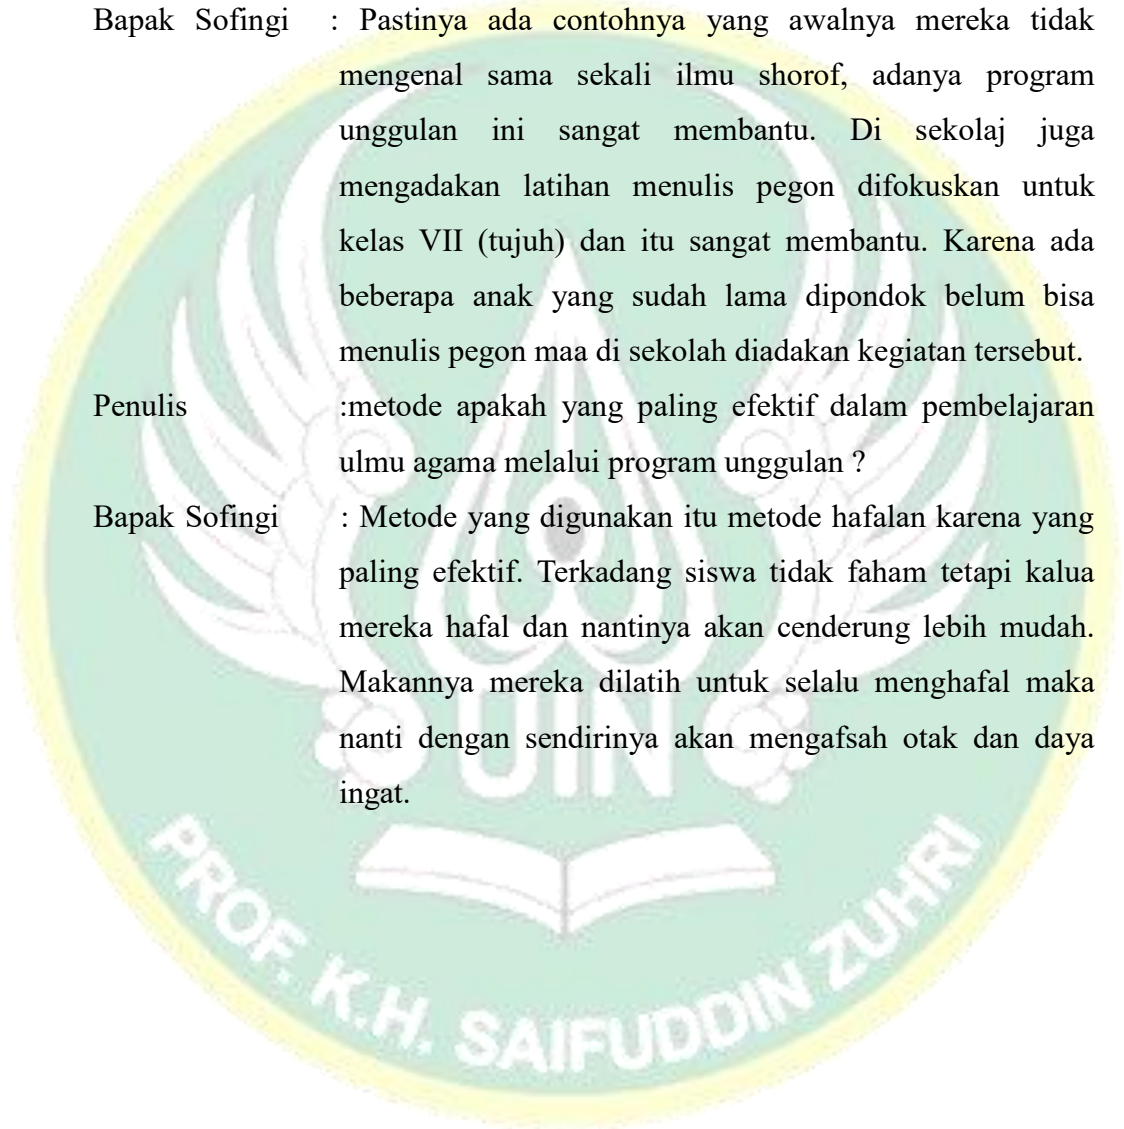 Bapak Sofingi : Pastinya ada contohnya yang awalnya mereka tidak
mengenal sama sekali ilmu shorof, adanya program
unggulan ini sangat membantu. Di sekolaj juga
mengadakan latihan menulis pegon difokuskan untuk
kelas VII (tujuh) dan itu sangat membantu. Karena ada
beberapa anak yang sudah lama dipondok belum bisa
menulis pegon maa di sekolah diadakan kegiatan tersebut.
Penulis :metode apakah yang paling efektif dalam pembelajaran
ulmu agama melalui program unggulan ?
Bapak Sofingi : Metode yang digunakan itu metode hafalan karena yang
paling efektif. Terkadang siswa tidak faham tetapi kalua
mereka hafal dan nantinya akan cenderung lebih mudah.
Makannya mereka dilatih untuk selalu menghafal maka
nanti dengan sendirinya akan mengafsah otak dan daya
ingat.
UIN
PROF. K.H. SAIFUDDIN ZUHRI